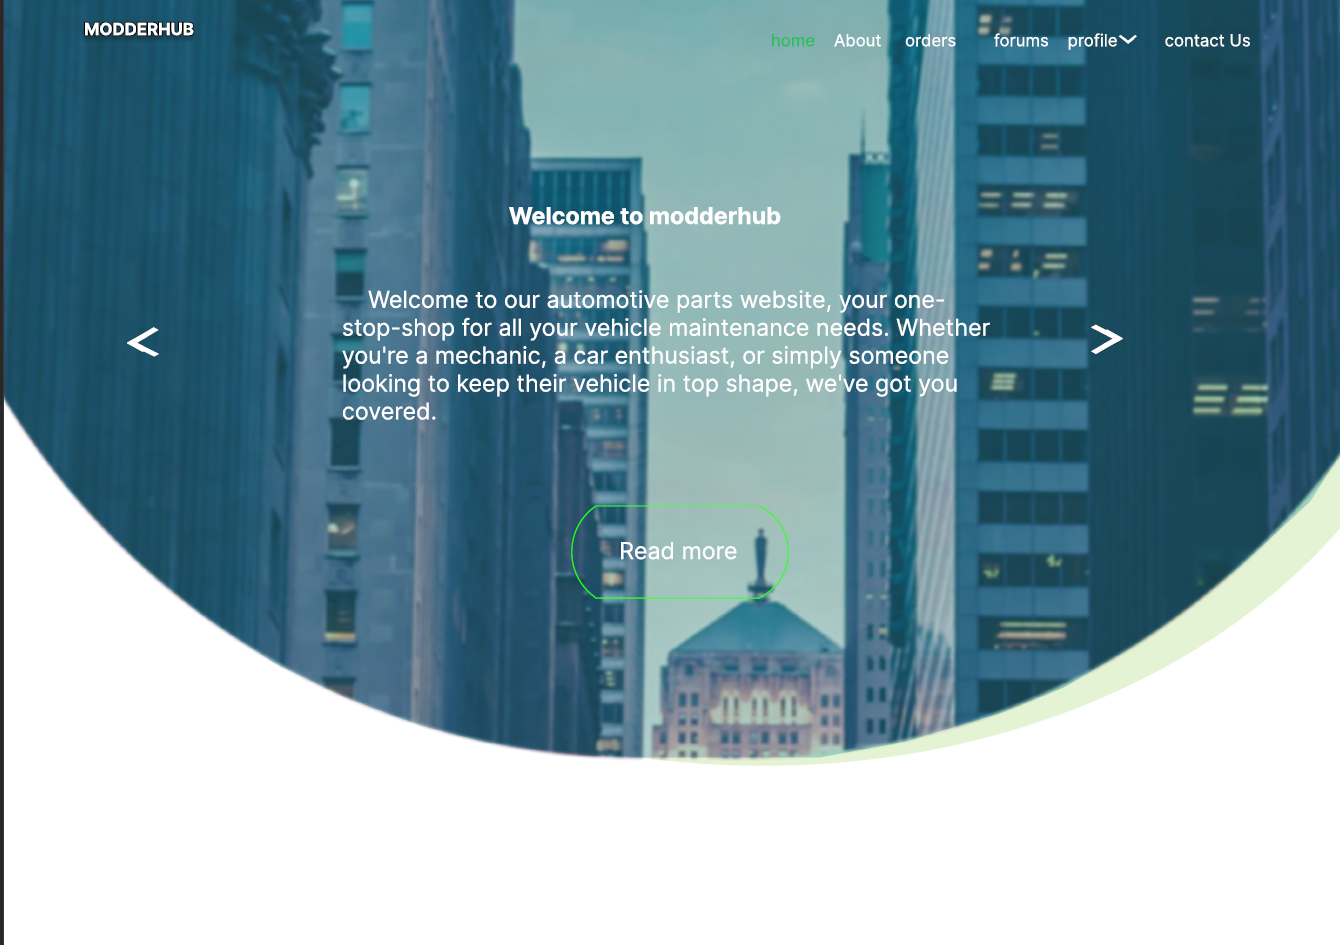 MODDERHUB
home About orders forums profile contact Us
Welcome to modderhub
Welcome to our automotive parts website, your one-
stop-shop for all your vehicle maintenance needs. Whether
you're a mechanic, a car enthusiast, or simply someone
looking to keep their vehicle in top shape, we've got you
covered.
Read more